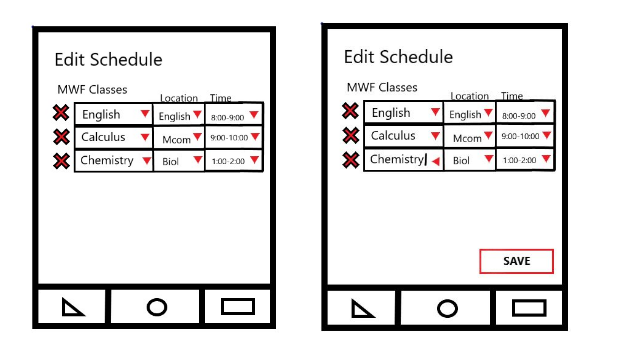 Edit Schedule
MWF Classes
Location Time
English English 8:00-9:00
Calculus Mcom 9:00-10:00
Chemistry Biol 1:00-2:00
Edit Schedule
MWF Classes
Location Time
English English 8:00-9:00
Calculus Mcom 9:00-10:00
Chemistry Biol 1:00-2:00
SAVE